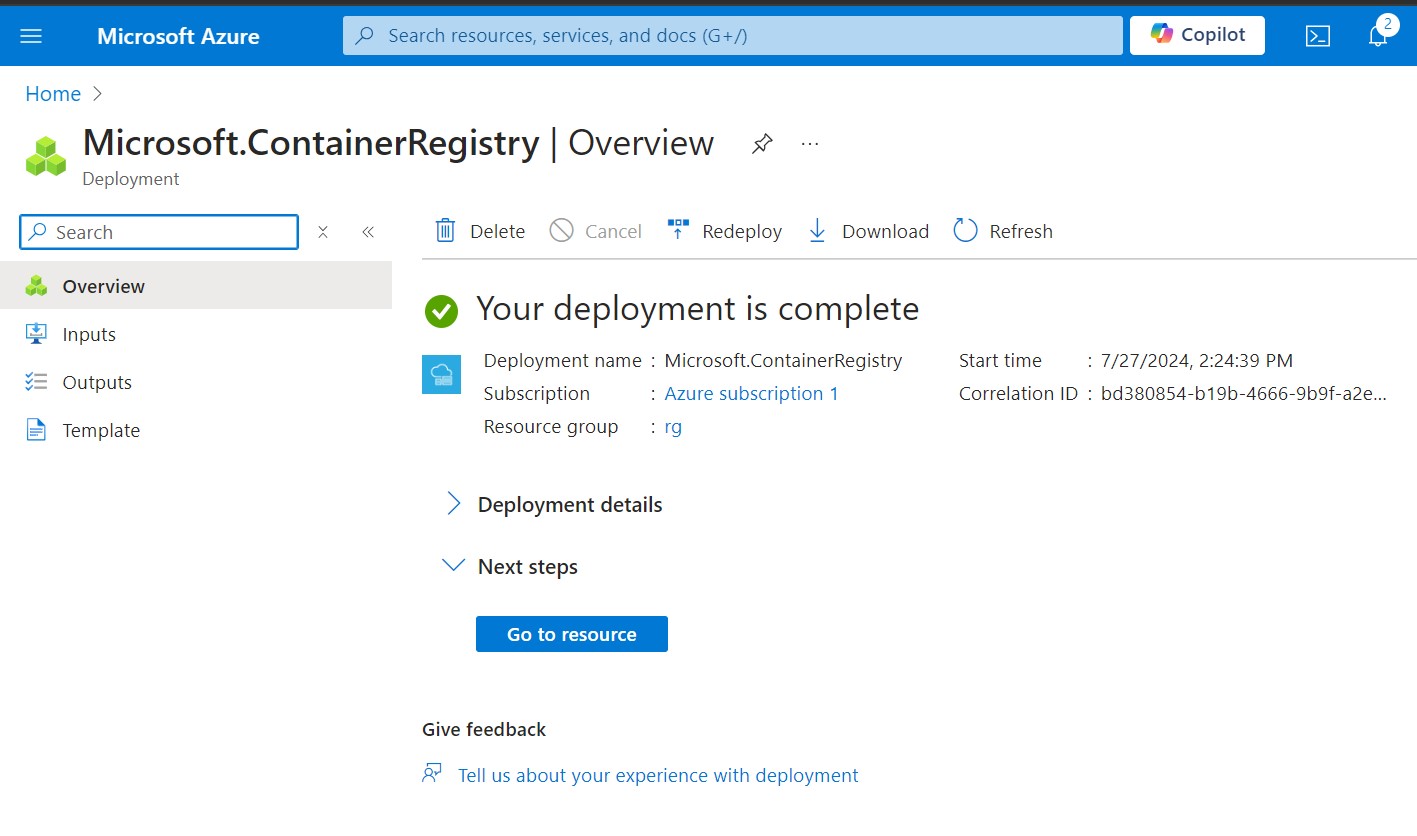 Microsoft Azure
Search resources, services, and docs (G+/)
Copilot
2
Home
Microsoft.ContainerRegistry | Overview
Deployment
Search
Delete
Cancel
Redeploy
Download
Refresh
Overview
Inputs
Outputs
Template
Your deployment is complete
Deployment name : Microsoft.ContainerRegistry
Subscription : Azure subscription 1
Resource group : rg
Start time : 7/27/2024, 2:24:39 PM
Correlation ID : bd380854-b19b-4666-9b9f-a2e...
Deployment details
Next steps
Go to resource
Give feedback
Tell us about your experience with deployment